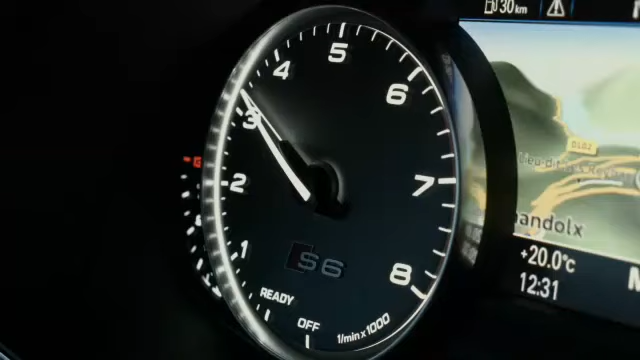 30 km
5
4
6
3
2
7
1
8
S6
READY
OFF
1/min x 1000
D102
andolx
+20.0°C
12:31